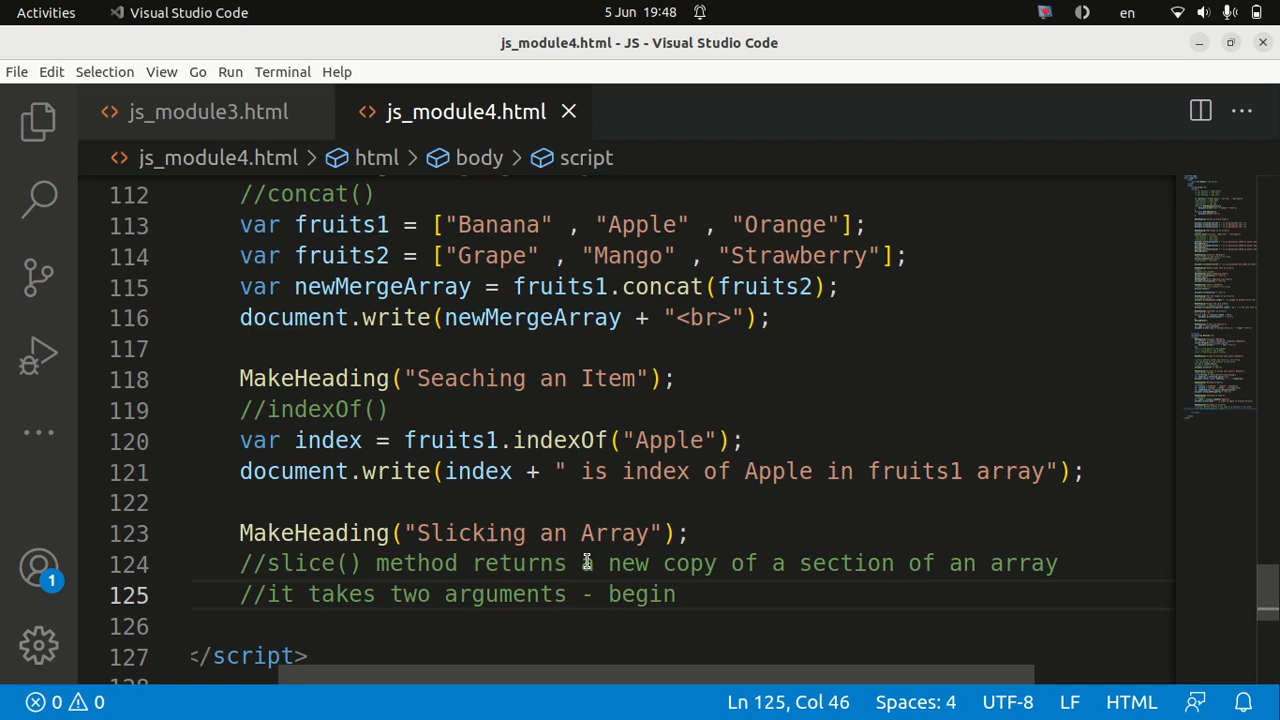 Activities Visual Studio Code 5 Jun 19:48 en
js_module4.html - JS - Visual Studio Code
File Edit Selection View Go Run Terminal Help
<> js_module3.html <> js_module4.html
<> js_module4.html > html > body > script
112 //concat()
113 var fruits1 = ["Banana" , "Apple" , "Orange"];
114 var fruits2 = ["Grape" , "Mango" , "Strawberry"];
115 var newMergeArray = fruits1.concat(fruits2);
116 document.write(newMergeArray + "<br>");
117
118 MakeHeading("Seaching an Item");
119 //indexOf()
120 var index = fruits1.indexOf("Apple");
121 document.write(index + " is index of Apple in fruits1 array");
122
123 MakeHeading("Slicking an Array");
124 //slice() method returns a new copy of a section of an array
125 //it takes two arguments - begin
126
127 </script>
1
0 0 Ln 125, Col 46 Spaces: 4 UTF-8 LF HTML